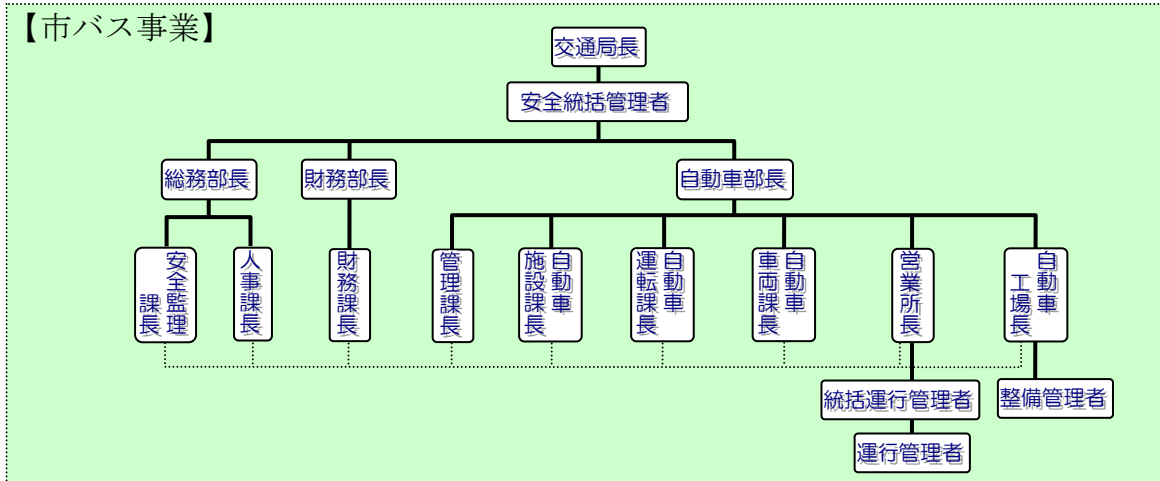 【市バス事業】
交通局長
安全統括管理者
総務部長
財務部長
自動車部長
安全監理
課長
人事課長
財務課長
管理課長
自動車
施設課長
自動車
運転課長
自動車
車両課長
営業所長
自動車
工場長
統括運行管理者
整備管理者
運行管理者